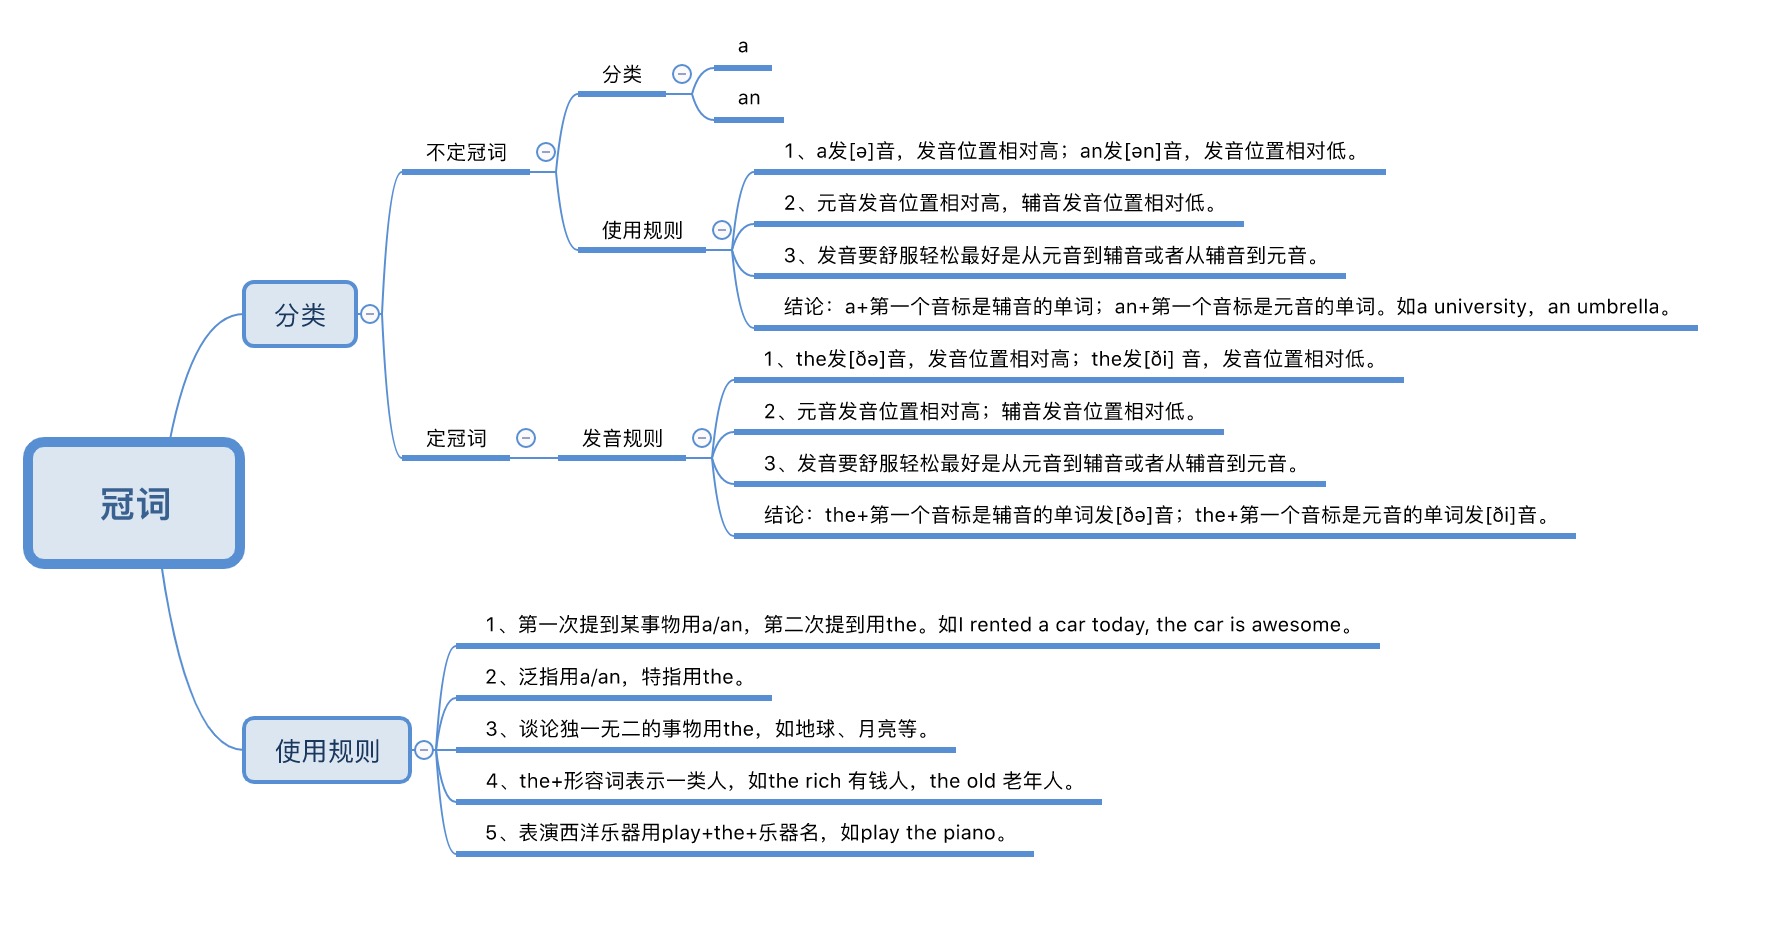 冠词
分类
不定冠词
分类
a
an
使用规则
1、a发[ə]音，发音位置相对高；an发[ən]音，发音位置相对低。
2、元音发音位置相对高，辅音发音位置相对低。
3、发音要舒服轻松最好是从元音到辅音或者从辅音到元音。
结论：a+第一个音标是辅音的单词；an+第一个音标是元音的单词。如a university，an umbrella。
定冠词
发音规则
1、the发[ðə]音，发音位置相对高；the发[ði] 音，发音位置相对低。
2、元音发音位置相对高；辅音发音位置相对低。
3、发音要舒服轻松最好是从元音到辅音或者从辅音到元音。
结论：the+第一个音标是辅音的单词发[ðə]音；the+第一个音标是元音的单词发[ði]音。
使用规则
1、第一次提到某事物用a/an，第二次提到用the。如I rented a car today, the car is awesome。
2、泛指用a/an，特指用the。
3、谈论独一无二的事物用the，如地球、月亮等。
4、the+形容词表示一类人，如the rich 有钱人，the old 老年人。
5、表演西洋乐器用play+the+乐器名，如play the piano。